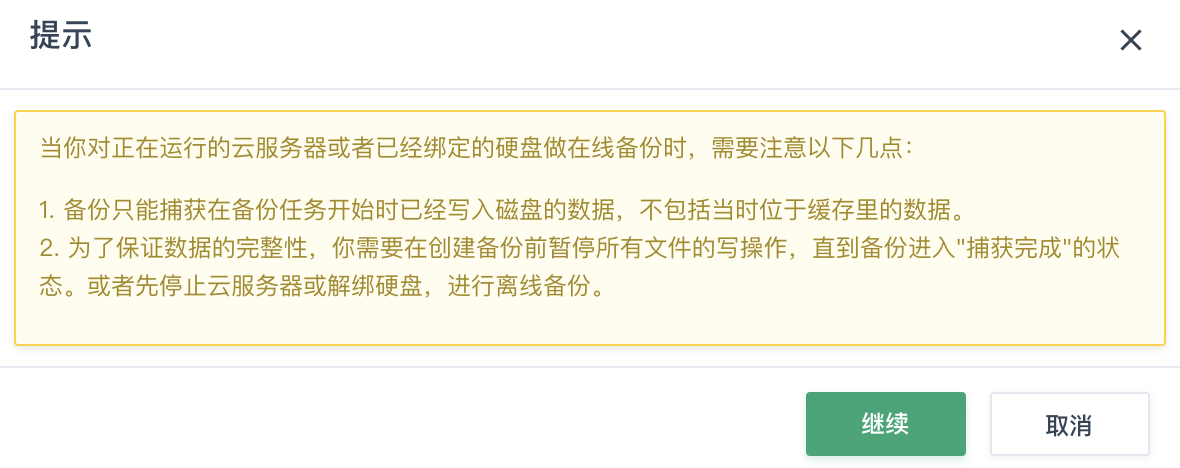 提示
当你对正在运行的云服务器或者已经绑定的硬盘做在线备份时，需要注意以下几点：
1. 备份只能捕获在备份任务开始时已经写入磁盘的数据，不包括当时位于缓存里的数据。
2. 为了保证数据的完整性，你需要在创建备份前暂停所有文件的写操作，直到备份进入"捕获完成"的状
态。或者先停止云服务器或解绑硬盘，进行离线备份。
继续
取消